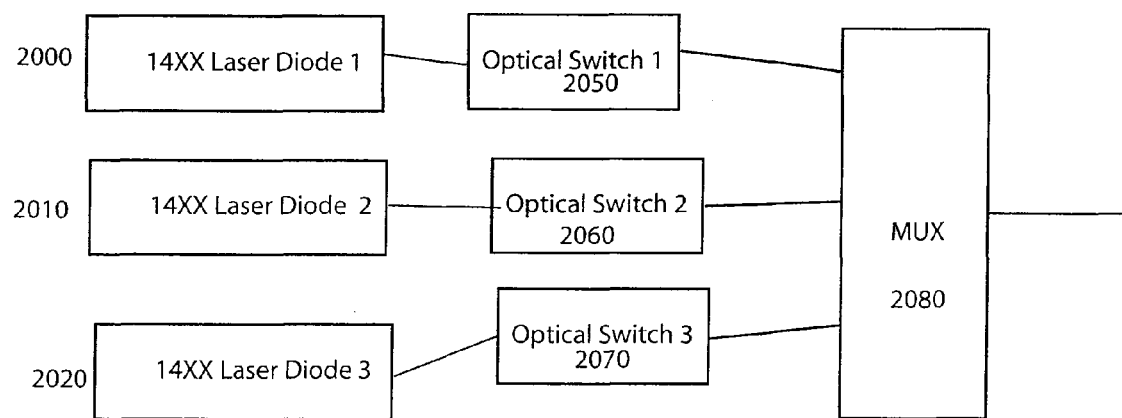 2000
14XX Laser Diode 1
Optical Switch 1
2050
2010
14XX Laser Diode 2
Optical Switch 2
2060
MUX
2080
2020
14XX Laser Diode 3
Optical Switch 3
2070